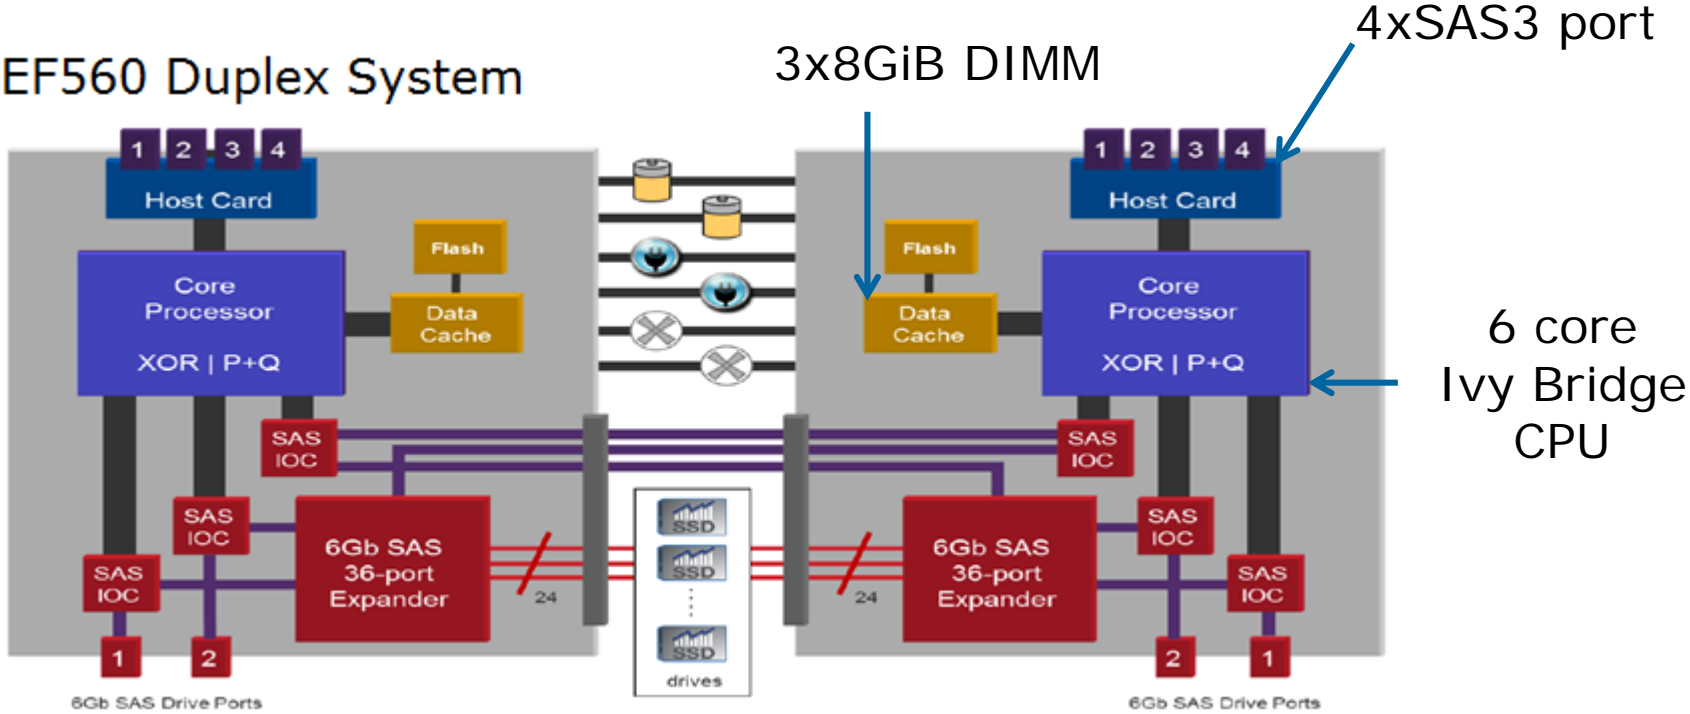 4xSAS3 port
EF560 Duplex System
3x8GiB DIMM
1 2 3 4
Host Card
Flash
Core
Processor
XOR | P+Q
Data
Cache
SAS
IOC
SAS
IOC
SAS
IOC
6Gb SAS
36-port
Expander
24
1
2
6Gb SAS Drive Ports
SSD
SSD
SSD
drives
1 2 3 4
Host Card
Flash
Data
Cache
Core
Processor
XOR | P+Q
6 core
Ivy Bridge
CPU
SAS
IOC
SAS
IOC
SAS
IOC
24
6Gb SAS
36-port
Expander
2
1
6Gb SAS Drive Ports